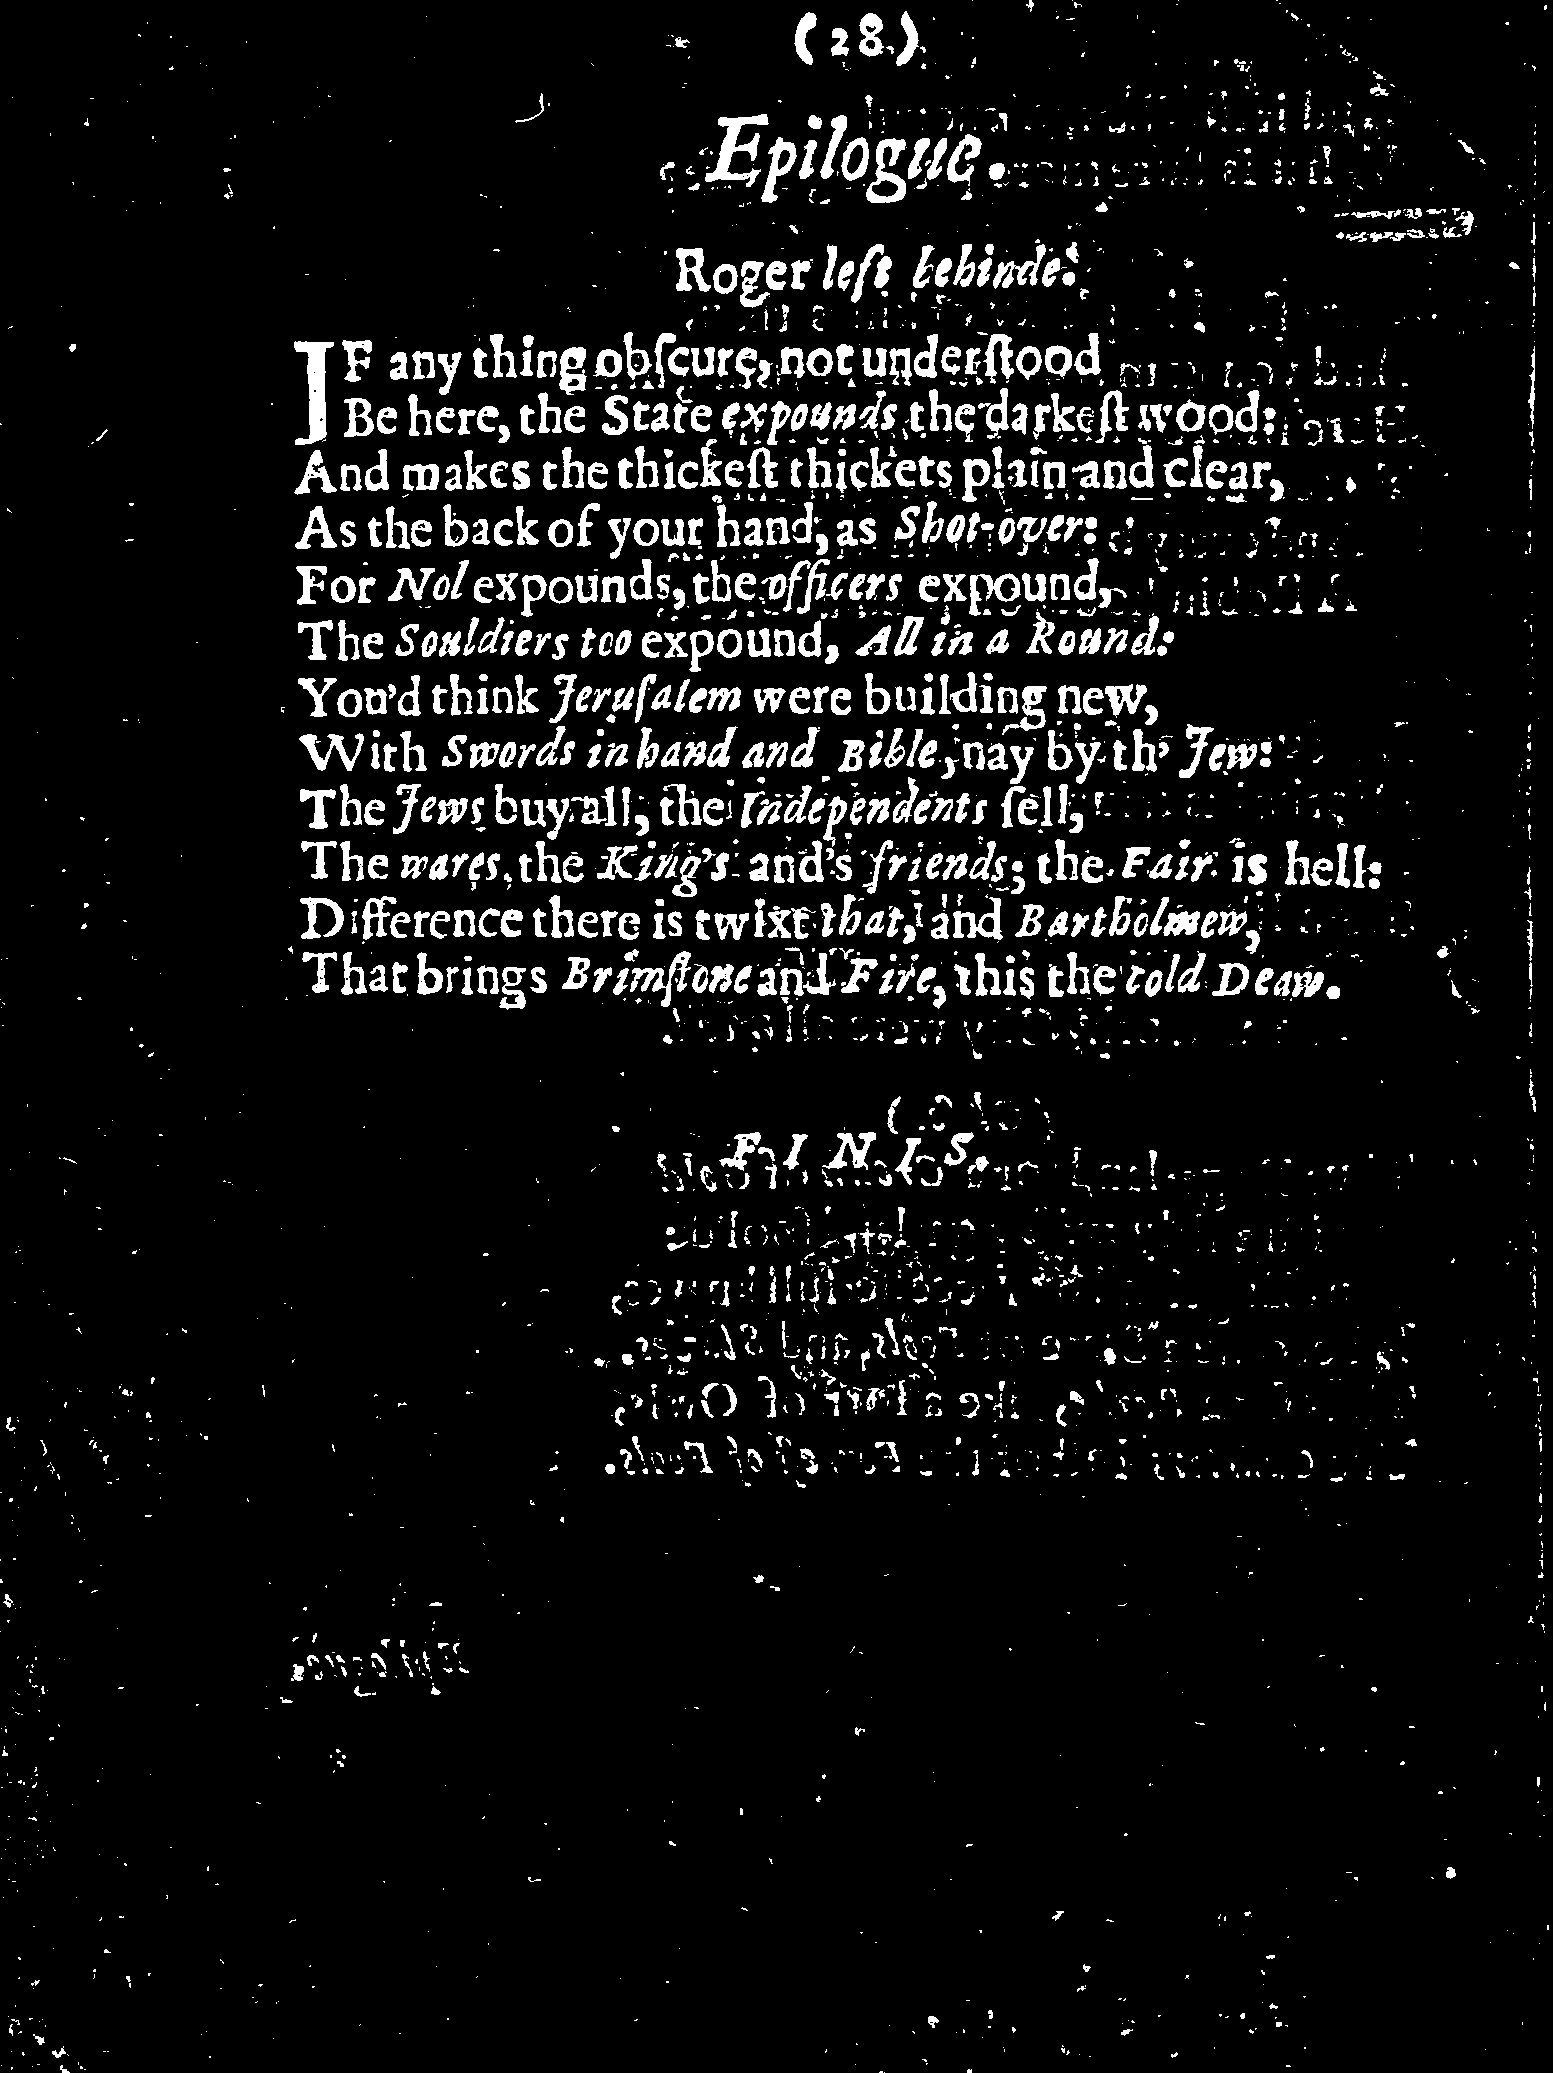 (28.)
Epilogue.
Roger left behinde.
IF any thing obſcure, not underſtood
Be here, the State expounds the darkeſt wood:
And makes the thickeſt thickets plain and clear,
As the back of your hand, as Shot-over:
For Nol expounds, the officers expound,
The Souldiers too expound, All in a Round:
You'd think Jeruſalem were building new,
With Swords in hand and Bible, nay by th' Jew:
The Jews buy all, the Independents ſell,
The wares, the King's and's friends; the Fair is hell:
Difference there is twixt that, and Bartholmew,
That brings Brimſtone and Fire, this the cold Deaw.
F I N I S.